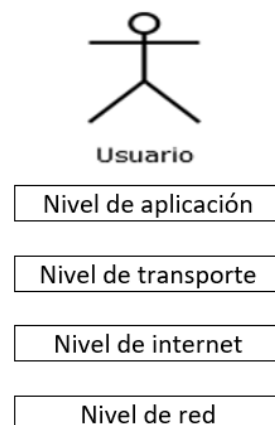 Usuario
Nivel de aplicación
Nivel de transporte
Nivel de internet
Nivel de red